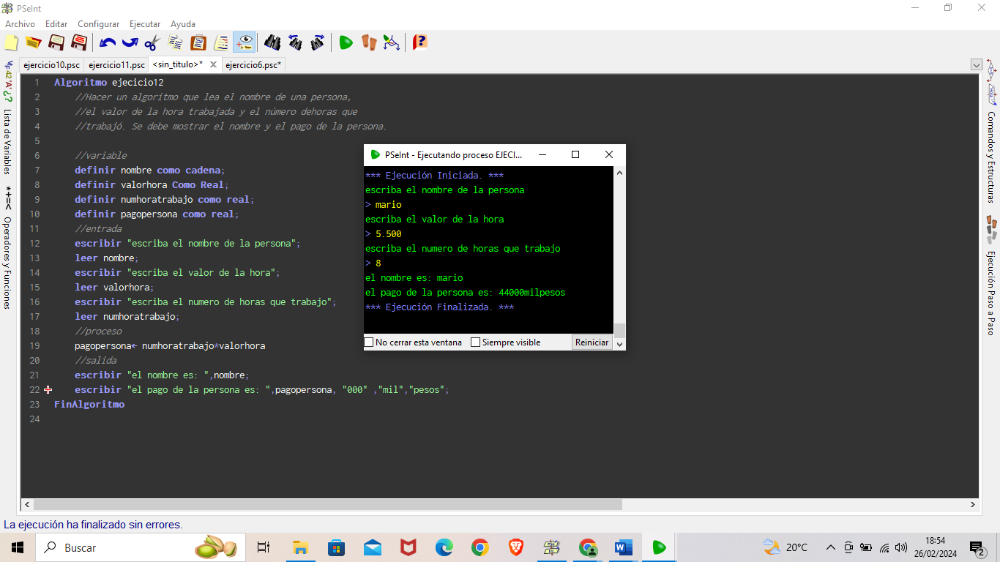 PSeInt
Archivo Editar Configurar Ejecutar Ayuda
ejercicio10.psc ejercicio11.psc <sin_titulo>* ejercicio6.psc*
1 Algoritmo ejecicio12
2 //Hacer un algoritmo que lea el nombre de una persona,
3 //el valor de la hora trabajada y el número dehoras que
4 //trabajó. Se debe mostrar el nombre y el pago de la persona.
5
6 //variable
7 definir nombre como cadena;
8 definir valorhora Como Real;
9 definir numhoratrabajo como real;
10 definir pagopersona como real;
11 //entrada
12 escribir "escriba el nombre de la persona";
13 leer nombre;
14 escribir "escriba el valor de la hora";
15 leer valorhora;
16 escribir "escriba el numero de horas que trabajo";
17 leer numhoratrabajo;
18 //proceso
19 pagopersona← numhoratrabajo*valorhora
20 //salida
21 escribir "el nombre es: ",nombre;
22 escribir "el pago de la persona es: ",pagopersona, "000" ,"mil","pesos";
23 FinAlgoritmo
24
PSeInt - Ejecutando proceso EJECI...
*** Ejecución Iniciada. ***
escriba el nombre de la persona
> mario
escriba el valor de la hora
> 5.500
escriba el numero de horas que trabajo
> 8
el nombre es: mario
el pago de la persona es: 44000milpesos
*** Ejecución Finalizada. ***
No cerrar esta ventana Siempre visible Reiniciar
42 'A' ¿? Lista de Variables
*+=< Operadores y Funciones
Comandos y Estructuras
Ejecución Paso a Paso
La ejecución ha finalizado sin errores.
Buscar
20°C
18:54
26/02/2024
2